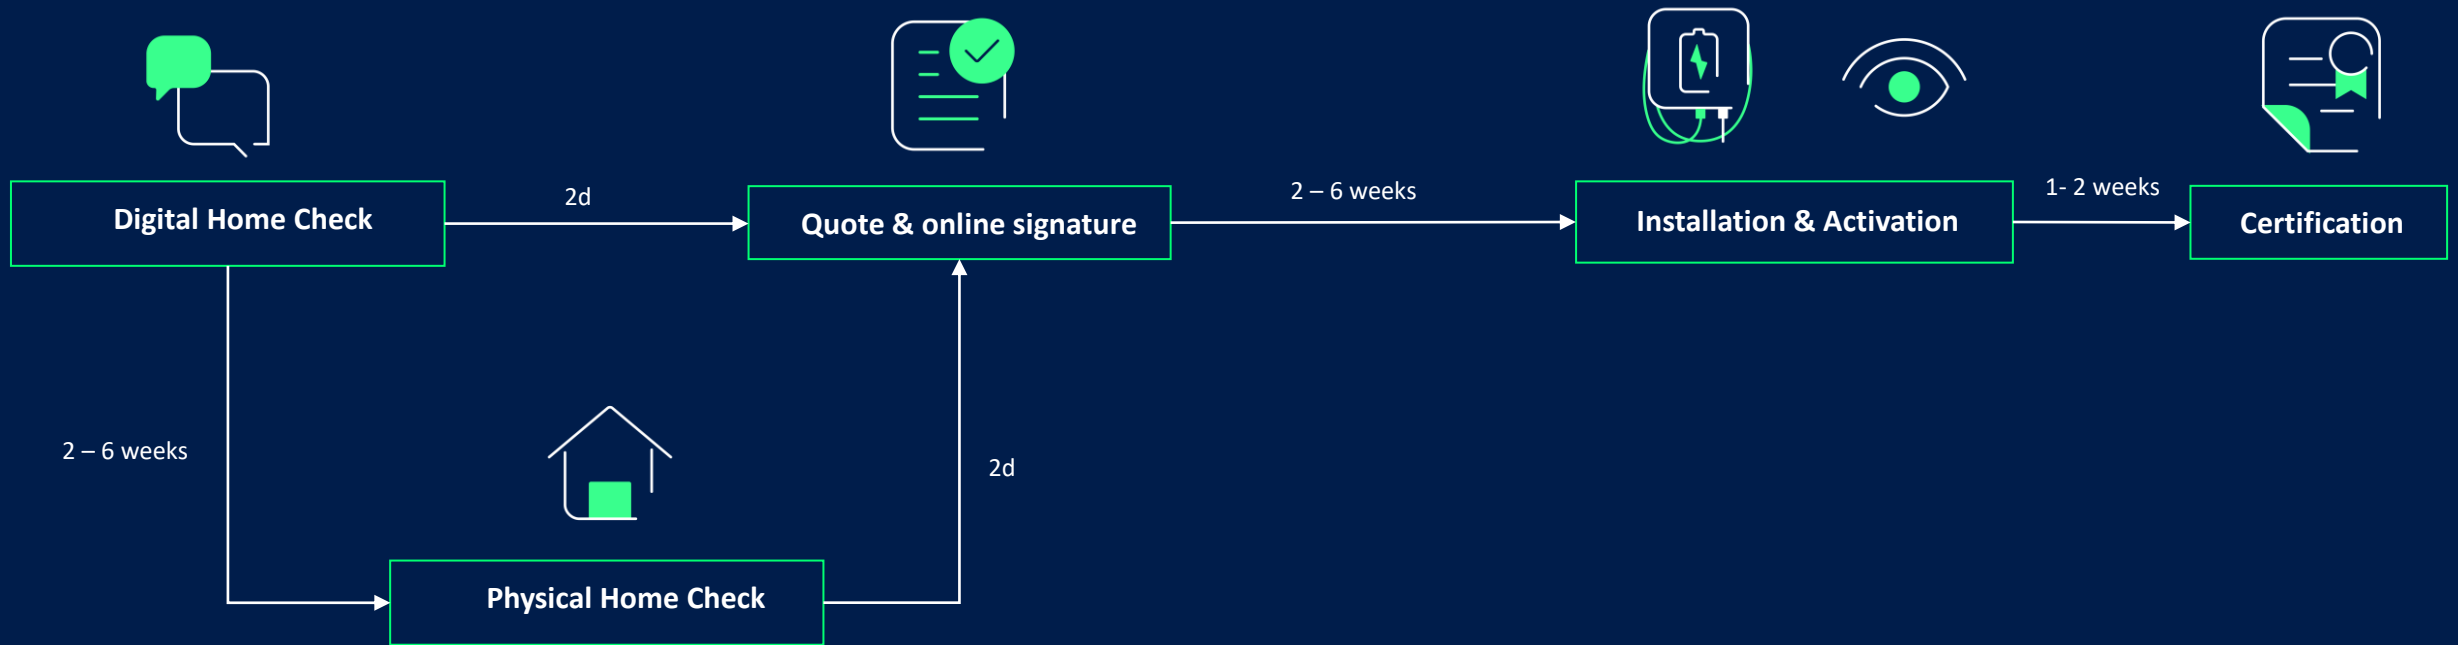 Digital Home Check
2d
Quote & online signature
2 – 6 weeks
Installation & Activation
1- 2 weeks
Certification
2 – 6 weeks
2d
Physical Home Check